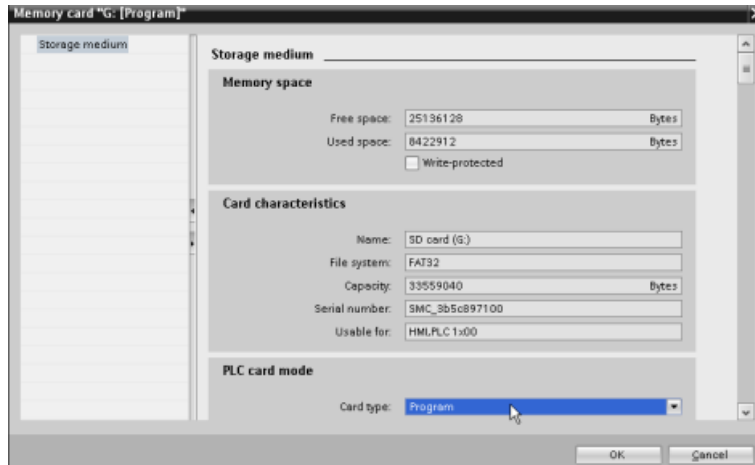 Memory card "G: [Program]"
Storage medium
Storage medium
Memory space
Free space: 25136128 Bytes
Used space: 8422912 Bytes
Write-protected
Card characteristics
Name: SD card (G:)
File system: FAT32
Capacity: 33559040 Bytes
Serial number: SMC_3b5c897100
Usable for: HMI,PLC 1x00
PLC card mode
Card type: Program
OK Cancel